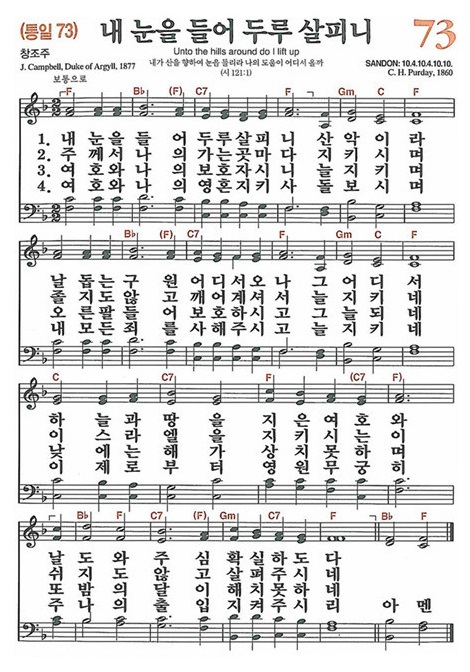 (통일 73) 내 눈을 들어 두루 살피니 73
창조주
Unto the hills around do I lift up
J. Campbell, Duke of Argyll, 1877
내가 산을 향하여 눈을 들리라 나의 도움이 어디서 올까
(시 121:1)
SANDON: 10.4.10.4.10.10.
C. H. Purday, 1860
보통으로
F B♭ (F) C7 F Gm C F
1. 내 눈을 들 어 두루살피 니 산 악 이 라
2. 주 께서 나 의 가는곳마 다 지 키 시 며
3. 여 호와 나 의 보호자시 니 늘 지 키 며
4. 여 호와 나 의 영혼지키 사 돌 보 시 며
B♭ (F) C7 F Gm C F
날 돕 는 구 원 어 디 서 오 나 그 어 디 서
졸 지 도 않 고 깨 어 계 셔 서 늘 지 키 네
오 른 팔 들 고 보 호 하 시 고 그 늘 되 네
내 모 든 죄 를 사 해 주 시 고 지 키 시 네
C C7 F C C7 F (C7) F
하 늘 과 땅 을 지 은 여 호 와
이 스 라 엘 을 지 키 시 는 이
낮 에 는 해 가 상 치 못 하 며
이 제 로 부 터 영 원 무 궁 히
B♭ F C7 (F) Gm C7 F B♭ F
날 도 와 주 심 확 실 하 도 다
쉬 지 도 않 고 살 펴 주 시 네
또 밤 의 달 이 해 치 못 하 네
주 나 의 출 입 지 켜 주 시 리 아 멘